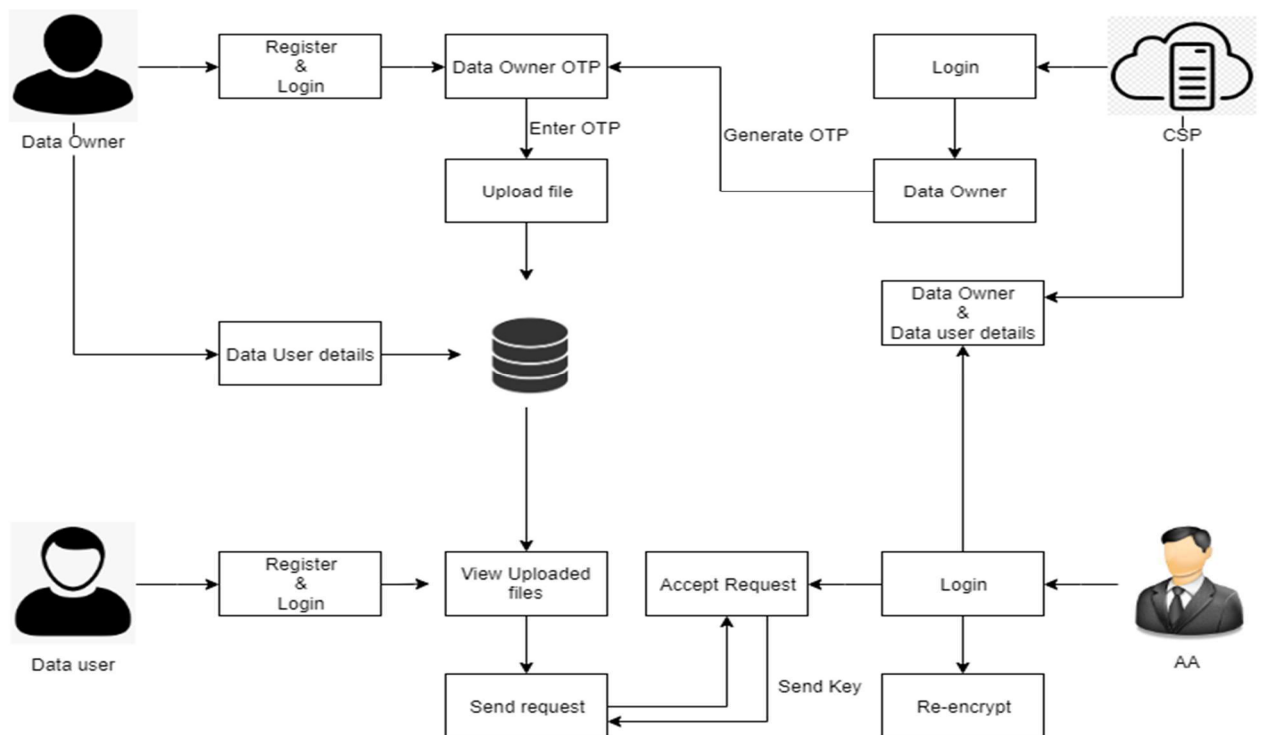 Register
&
Login
Data Owner OTP
Login
Data Owner
CSP
Enter OTP
Generate OTP
Upload file
Data Owner
Data Owner
&
Data user details
Data User details
Register
&
Login
View Uploaded
files
Accept Request
Login
Data user
AA
Send request
Send Key
Re-encrypt